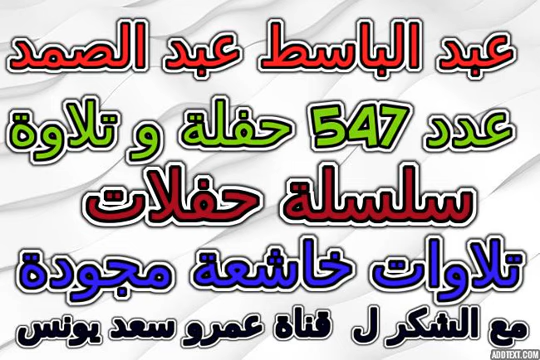 عبد الباسط عبد الصمد
عدد 547 حفلة و تلاوة
سلسلة حفلات
تلاوات خاشعة مجودة
مع الشكر ل قناة عمرو سعد يونس
ADDTEXT.COM